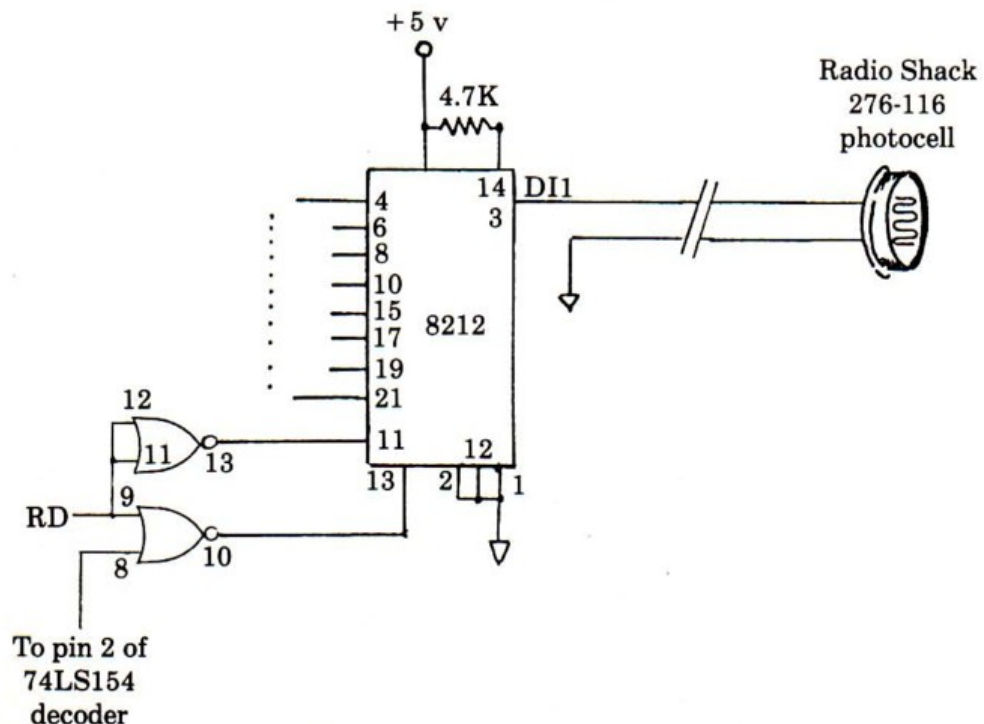 +5 v
4.7K
Radio Shack
276-116
photocell
14 DI1
3
4
6
8
10
15
17
19
21
8212
12
11
13
11
12
13
2
1
RD
9
8
10
To pin 2 of
74LS154
decoder